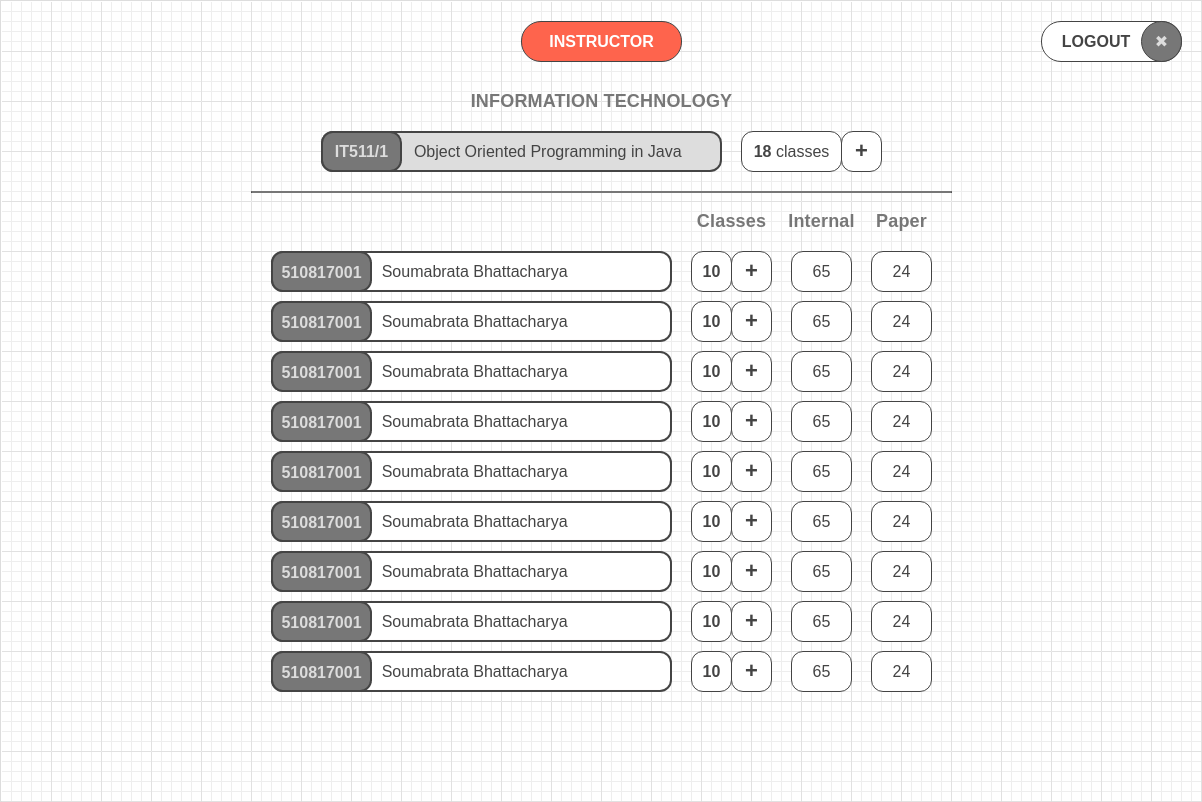 INSTRUCTOR
LOGOUT ✖
INFORMATION TECHNOLOGY
IT511/1 Object Oriented Programming in Java 18 classes +
Classes Internal Paper
510817001 Soumabrata Bhattacharya 10 + 65 24
510817001 Soumabrata Bhattacharya 10 + 65 24
510817001 Soumabrata Bhattacharya 10 + 65 24
510817001 Soumabrata Bhattacharya 10 + 65 24
510817001 Soumabrata Bhattacharya 10 + 65 24
510817001 Soumabrata Bhattacharya 10 + 65 24
510817001 Soumabrata Bhattacharya 10 + 65 24
510817001 Soumabrata Bhattacharya 10 + 65 24
510817001 Soumabrata Bhattacharya 10 + 65 24